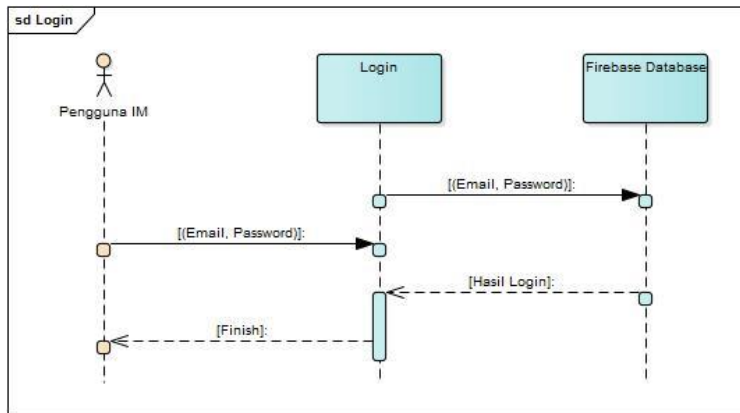 sd Login
Pengguna IM
Login
Firebase Database
[(Email, Password)]:
[(Email, Password)]:
[Hasil Login]:
[Finish]: